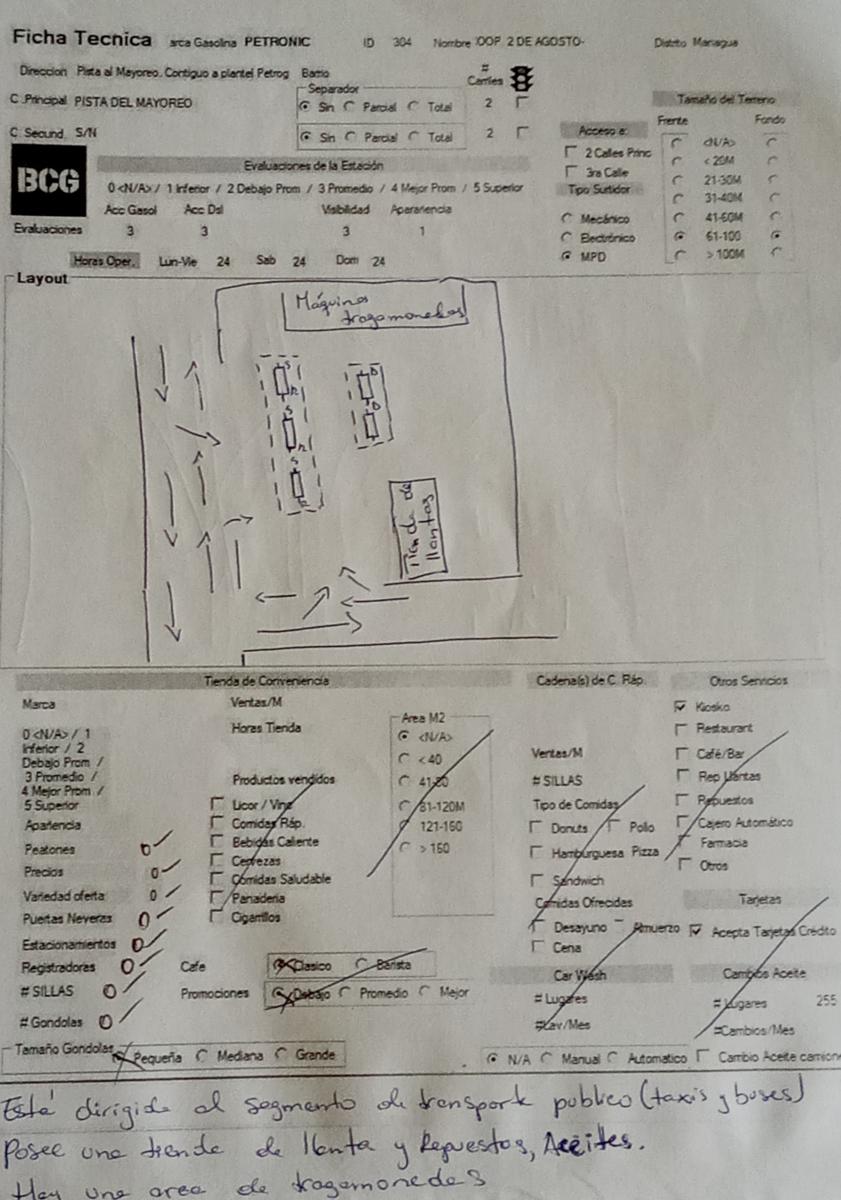 Ficha Tecnica arca Gasolina PETRONIC ID 304 Nombre OOP 2 DE AGOSTO- Distrito Managua
Direccion Pista al Mayoreo. Contiguo a plantel Petrog Barrio
# Carriles
C .Principal PISTA DEL MAYOREO
Separador
Sin Parcial Total 2
C Secund. S/N
Sin Parcial Total 2
Acceso a:
2 Calles Princ
3ra Calle
Tamaño del Terreno
Frente Fondo
<N/A>
< 20M
21-30M
31-40M
41-60M
61-100
> 100M
Tipo Surtidor
Mecánico
Electrónico
MPD
BCG
Evaluaciones de la Estación
0 <N/A> / 1 Inferior / 2 Debajo Prom / 3 Promedio / 4 Mejor Prom / 5 Superior
Acc Gasol Acc Dsl Visibilidad Aparariencia
Evaluaciones 3 3 3 1
Horas Oper. Lun-Vie 24 Sab 24 Dom 24
Layout
Máquinas
tragamonedas
S
R
S
R
S
R
D
D
Tienda de
llantas
Tienda de Conveniencia
Marca
0 <N/A> / 1
Inferior / 2
Debajo Prom /
3 Promedio /
4 Mejor Prom /
5 Superior
Apariencia
Peatones 0
Precios 0
Variedad oferta 0
Puertas Neveras 0
Estacionamientos 0
Registradoras 0
# SILLAS 0
# Gondolas 0
Tamaño Gondolas Pequeña Mediana Grande
Ventas/M
Horas Tienda
Productos vendidos
Licor / Vino
Comidas Ráp.
Bebidas Caliente
Cervezas
Comidas Saludable
Panaderia
Cigarrillos
Area M2
<N/A>
< 40
41-80
81-120M
121-160
> 160
Cafe Clasico Barista
Promociones Debajo Promedio Mejor
Cadena(s) de C. Ráp.
Ventas/M
# SILLAS
Tipo de Comidas
Donuts Pollo
Hamburguesa Pizza
Sandwich
Comidas Ofrecidas
Desayuno Almuerzo
Cena
Car Wash
# Lugares
#Lav/Mes
N/A Manual Automatico
Otros Servicios
Kiosko
Restaurant
Café/Bar
Rep Llantas
Repuestos
Cajero Automático
Farmacia
Otros
Tarjetas
Acepta Tarjetas Crédito
Cambios Aceite
# Lugares 255
#Cambios/Mes
Cambio Aceite camione
Está dirigido al segmento de transporte publico (taxis y buses)
Posee una tienda de llanta y Repuestos, Aceites.
Hay una area de tragamonedas